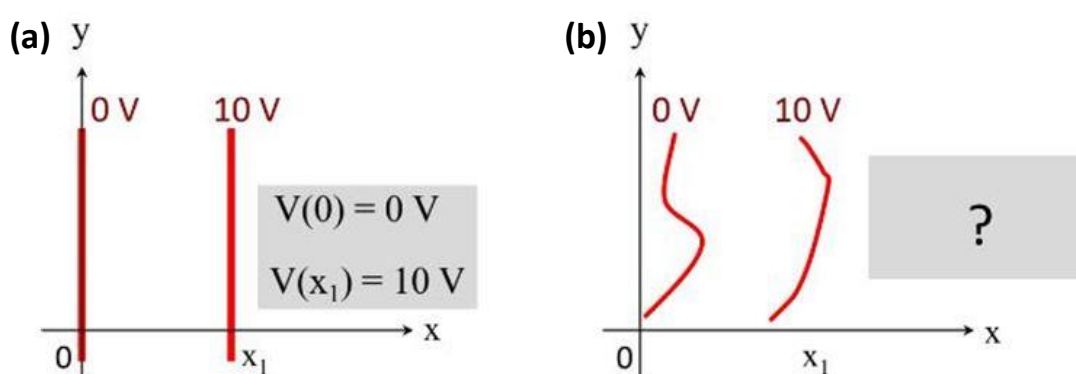 (a)
y
0 V 10 V
V(0) = 0 V
V(x₁) = 10 V
x
0 x₁
(b)
y
0 V 10 V
?
x
0 x₁